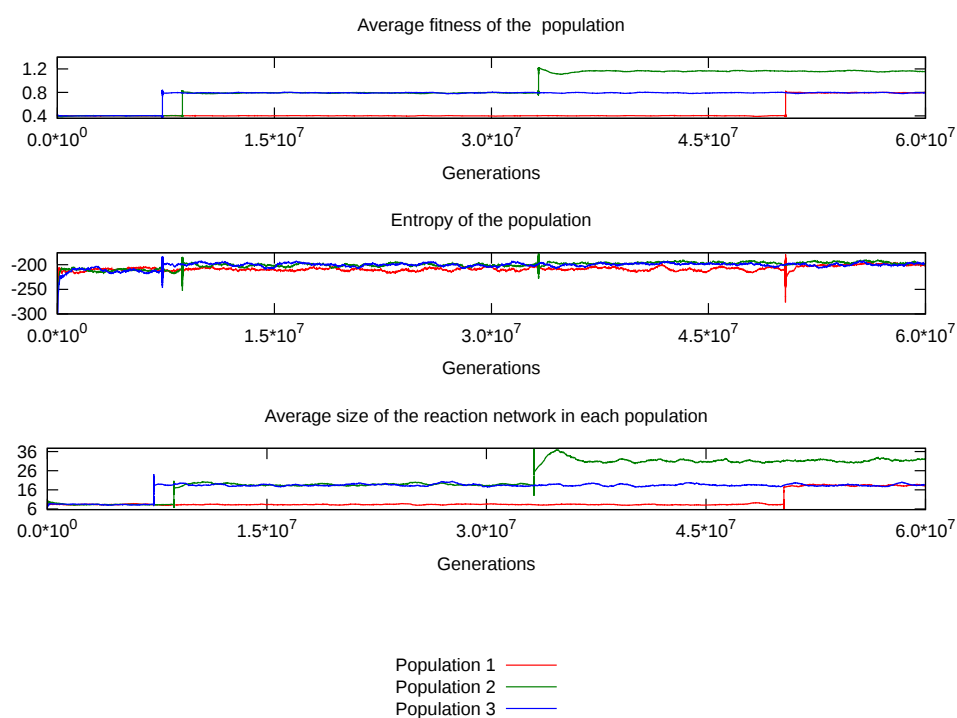 Average fitness of the  population
1.2
0.8
0.4
0.0*10^0 1.5*10^7 3.0*10^7 4.5*10^7 6.0*10^7
Generations
Entropy of the population
-200
-250
-300
0.0*10^0 1.5*10^7 3.0*10^7 4.5*10^7 6.0*10^7
Generations
Average size of the reaction network in each population
36
26
16
6
0.0*10^0 1.5*10^7 3.0*10^7 4.5*10^7 6.0*10^7
Generations
Population 1
Population 2
Population 3